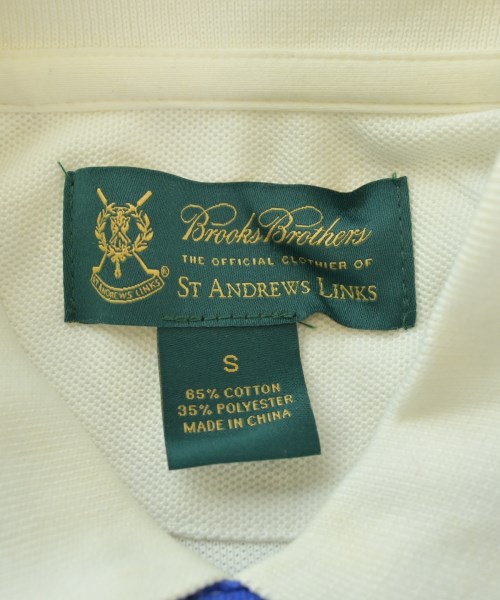 Brooks Brothers
THE OFFICIAL CLOTHIER OF
ST ANDREWS LINKS
ST ANDREWS LINKS ®
S
65% COTTON
35% POLYESTER
MADE IN CHINA